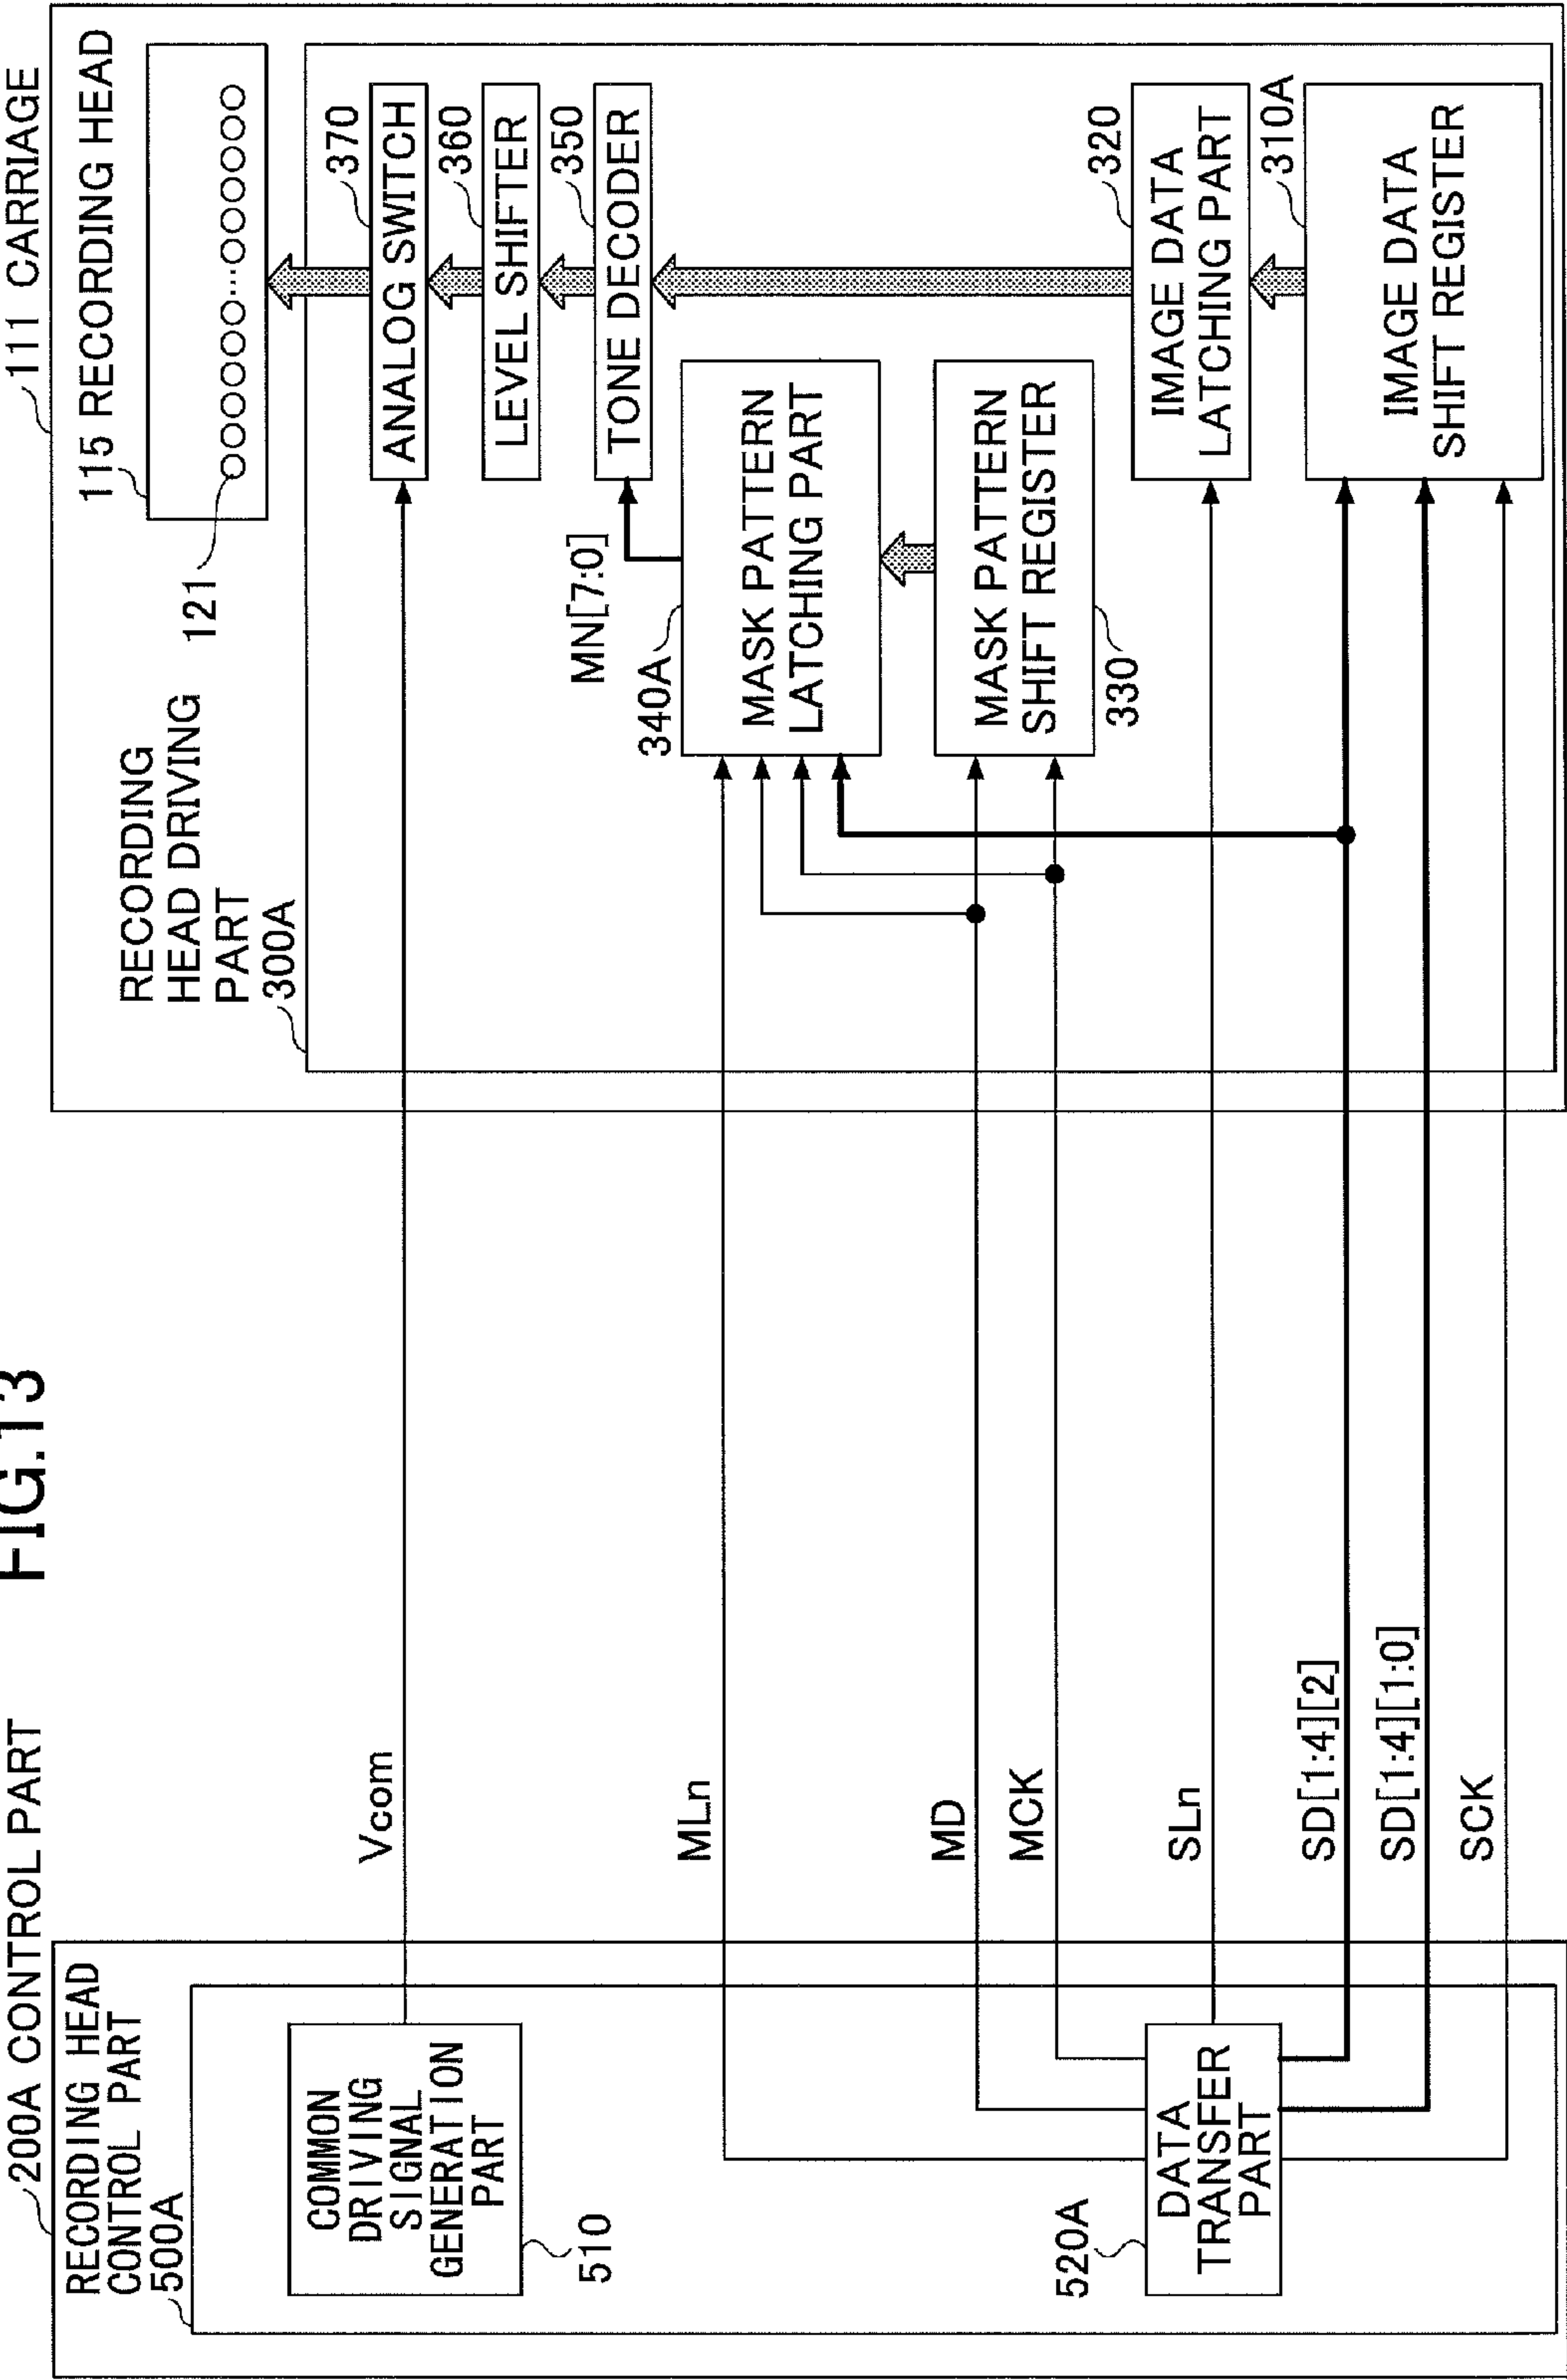 FIG.13
200A CONTROL PART
RECORDING HEAD
CONTROL PART
500A
COMMON
DRIVING
SIGNAL
GENERATION
PART
510
520A
DATA
TRANSFER
PART
Vcom
MLn
MD
MCK
SLn
SD[1:4][2]
SD[1:4][1:0]
SCK
111 CARRIAGE
115 RECORDING HEAD
121
RECORDING
HEAD DRIVING
PART
300A
370
ANALOG SWITCH
360
LEVEL SHIFTER
350
TONE DECODER
MN[7:0]
340A
MASK PATTERN
LATCHING PART
MASK PATTERN
SHIFT REGISTER
330
320
IMAGE DATA
LATCHING PART
310A
IMAGE DATA
SHIFT REGISTER